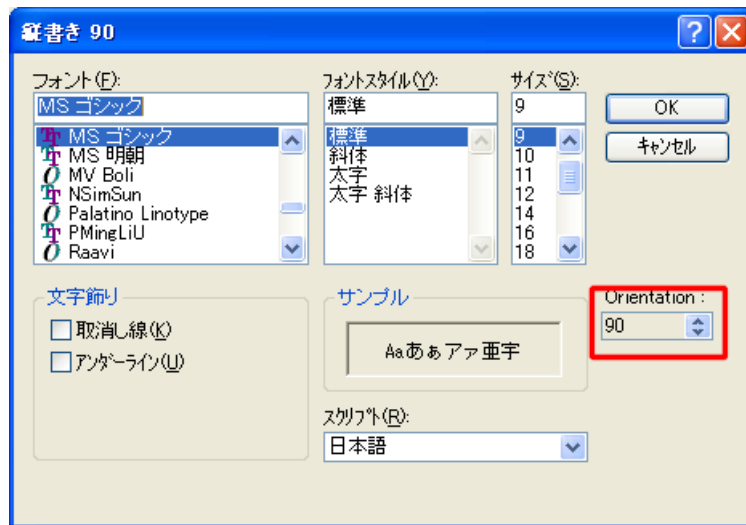 縦書き 90
フォント(F):
MS ゴシック
MS ゴシック
MS 明朝
MV Boli
NSimSun
Palatino Linotype
PMingLiU
Raavi
フォントスタイル(Y):
標準
標準
斜体
太字
太字 斜体
サイズ(S):
9
9
10
11
12
14
16
18
OK
キャンセル
文字飾り
取消し線(K)
アンダーライン(U)
サンプル
Aaあぁアァ亜宇
Orientation :
90
スクリプト(R):
日本語